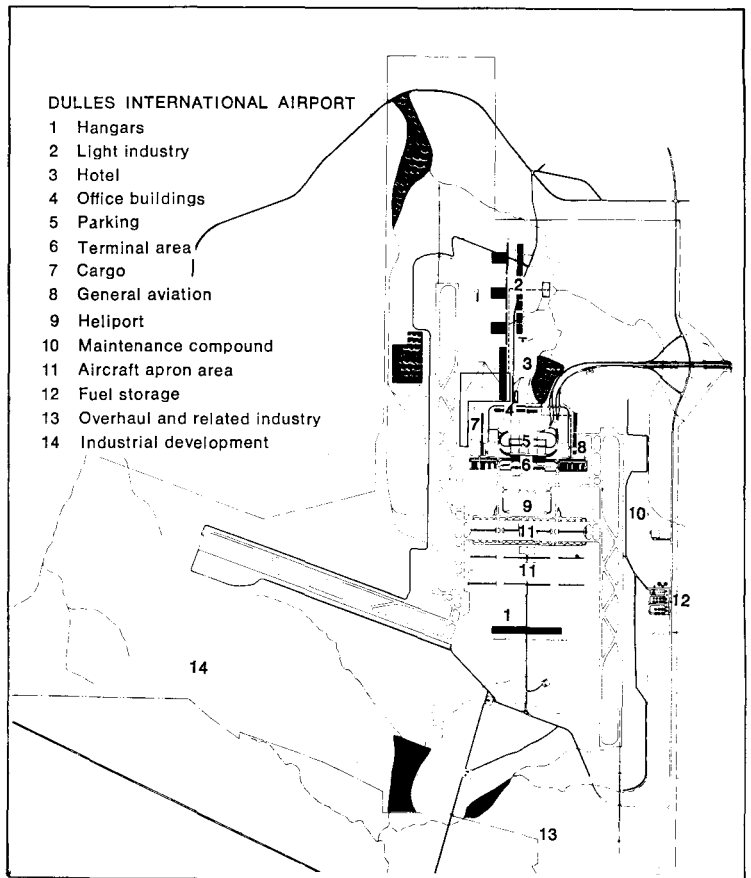 DULLES INTERNATIONAL AIRPORT
1 Hangars
2 Light industry
3 Hotel
4 Office buildings
5 Parking
6 Terminal area
7 Cargo
8 General aviation
9 Heliport
10 Maintenance compound
11 Aircraft apron area
12 Fuel storage
13 Overhaul and related industry
14 Industrial development
2
3
4
7
5
8
6
9
10
11
11
12
1
14
13